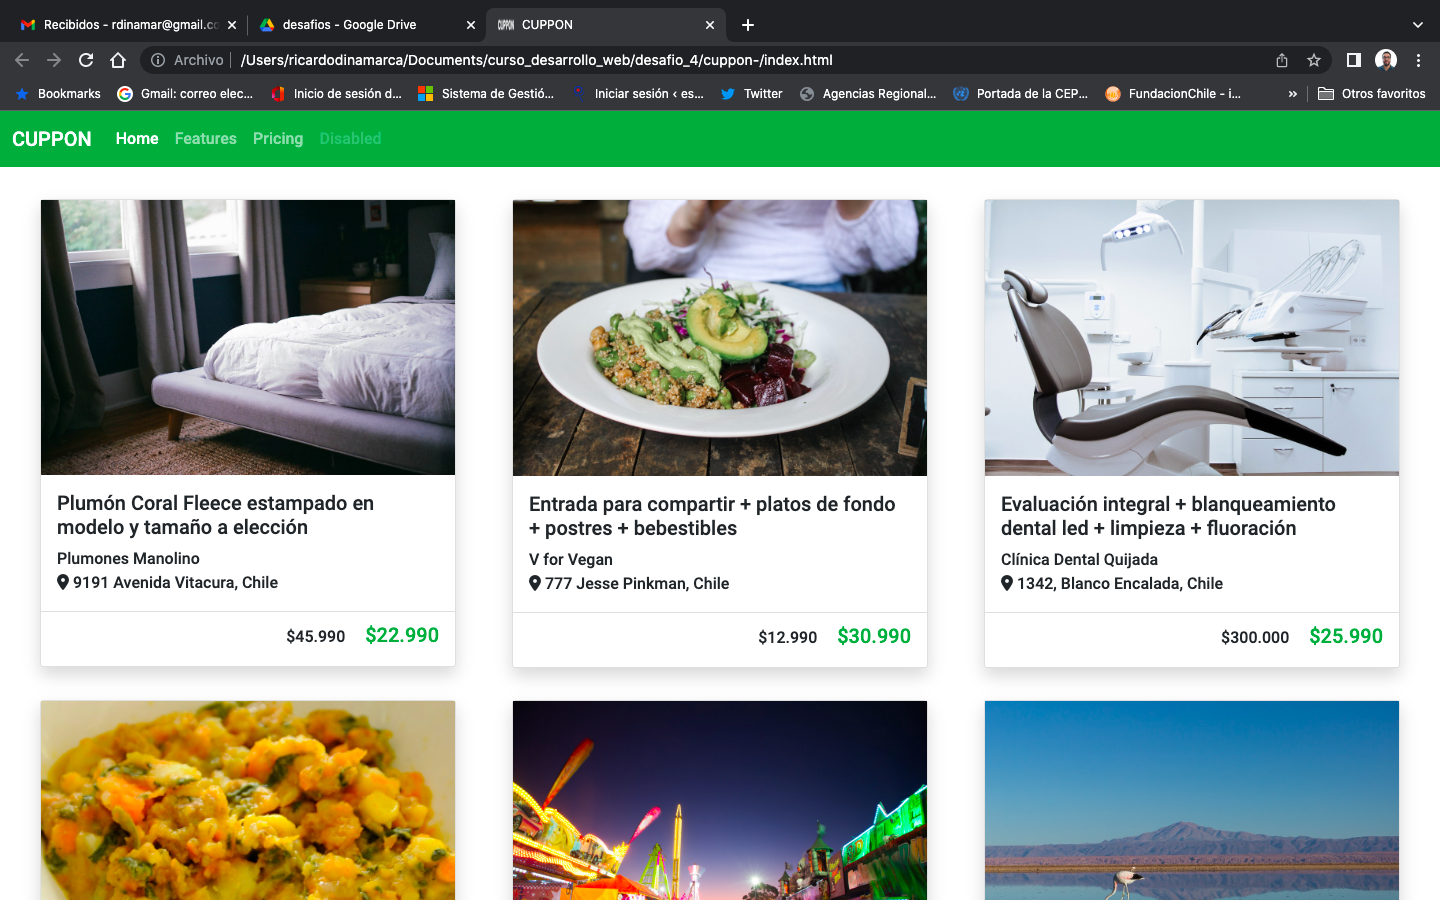 Recibidos - rdinamar@gmail.co
desafios - Google Drive
CUPPON
CUPPON
Archivo
/Users/ricardodinamarca/Documents/curso_desarrollo_web/desafio_4/cuppon-/index.html
Bookmarks
Gmail: correo elec...
Inicio de sesión d...
Sistema de Gestió...
Iniciar sesión ‹ es...
Twitter
Agencias Regional...
Portada de la CEP...
FundacionChile - i...
»
Otros favoritos
CUPPON Home Features Pricing Disabled
Plumón Coral Fleece estampado en
modelo y tamaño a elección
Plumones Manolino
9191 Avenida Vitacura, Chile
$45.990 $22.990
Entrada para compartir + platos de fondo
+ postres + bebestibles
V for Vegan
777 Jesse Pinkman, Chile
$12.990 $30.990
Evaluación integral + blanqueamiento
dental led + limpieza + fluoración
Clínica Dental Quijada
1342, Blanco Encalada, Chile
$300.000 $25.990